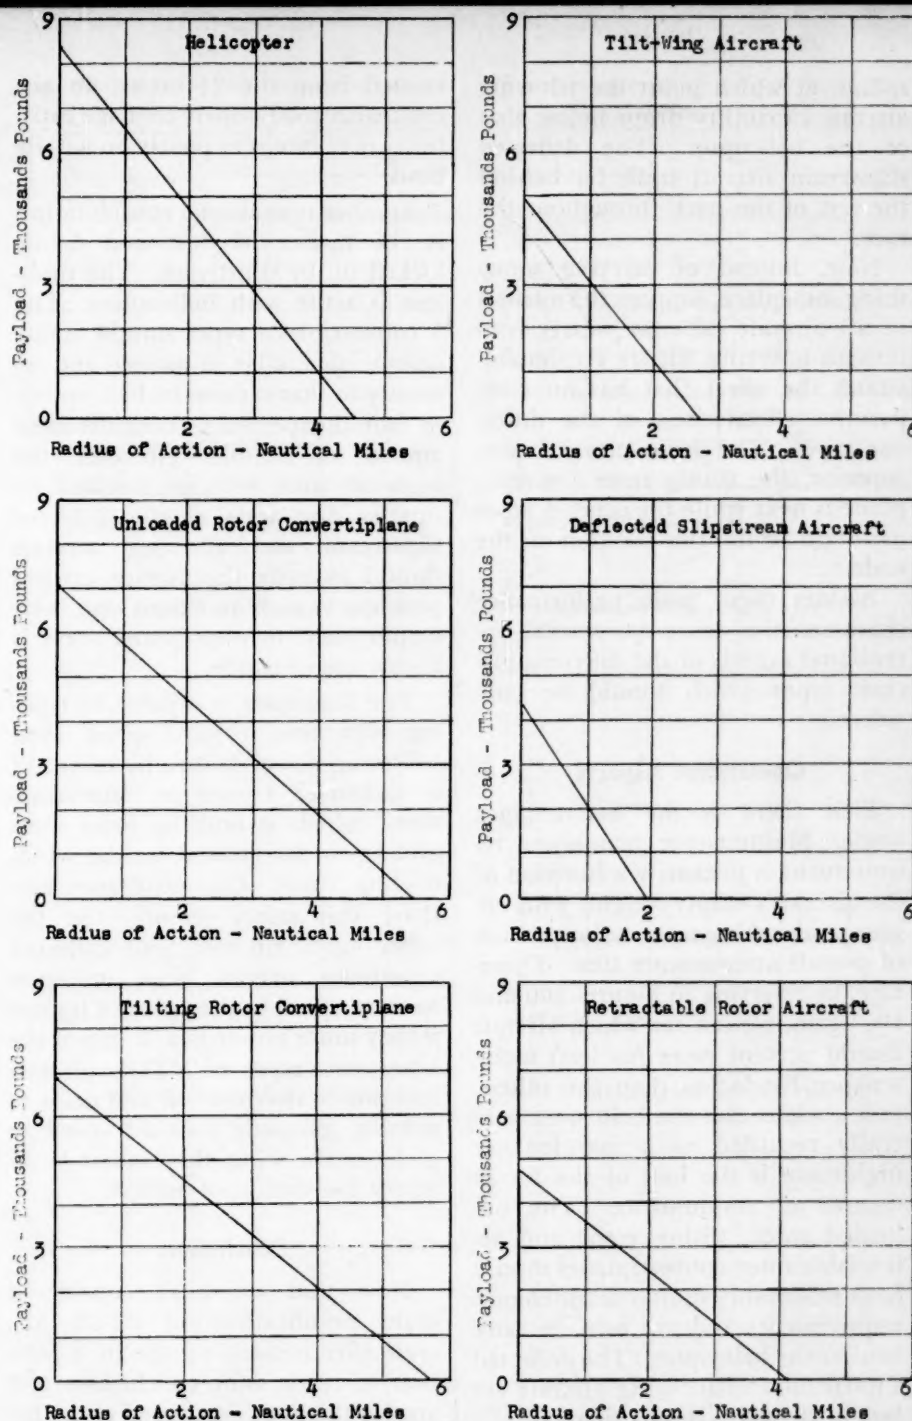 Helicopter
Payload - Thousands Pounds
9
6
3
0
2
4
6
Radius of Action - Nautical Miles
Tilt-Wing Aircraft
Payload - Thousands Pounds
9
6
3
0
2
4
6
Radius of Action - Nautical Miles
Unloaded Rotor Convertiplane
Payload - Thousands Pounds
9
6
3
0
2
4
6
Radius of Action - Nautical Miles
Deflected Slipstream Aircraft
Payload - Thousands Pounds
9
6
3
0
2
4
6
Radius of Action - Nautical Miles
Tilting Rotor Convertiplane
Payload - Thousands Pounds
9
6
3
0
2
4
6
Radius of Action - Nautical Miles
Retractable Rotor Aircraft
Payload - Thousands Pounds
9
6
3
0
2
4
6
Radius of Action - Nautical Miles